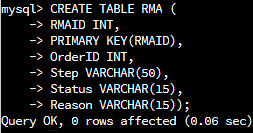 mysql> CREATE TABLE RMA (
    -> RMAID INT,
    -> PRIMARY KEY(RMAID),
    -> OrderID INT,
    -> Step VARCHAR(50),
    -> Status VARCHAR(15),
    -> Reason VARCHAR(15));
Query OK, 0 rows affected (0.06 sec)